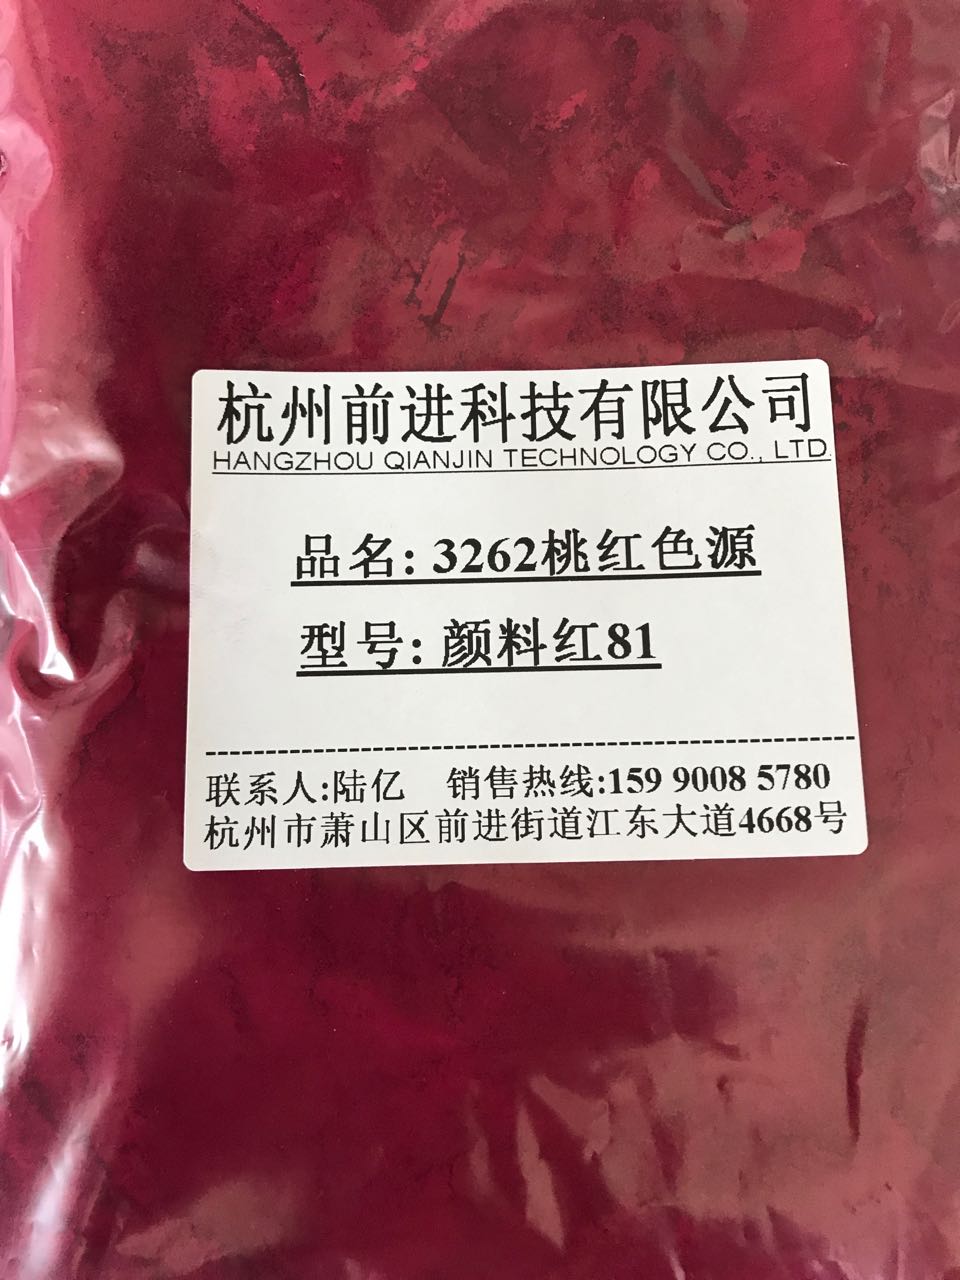 杭州前进科技有限公司
HANGZHOU QIANJIN TECHNOLOGY CO., LTD.
品名: 3262桃红色源
型号: 颜料红81
联系人:陆亿 销售热线:159 9008 5780
杭州市萧山区前进街道江东大道4668号